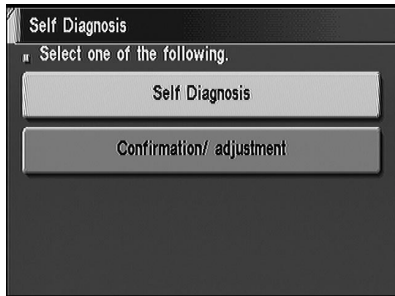 Self Diagnosis
Select one of the following.
Self Diagnosis
Confirmation/ adjustment